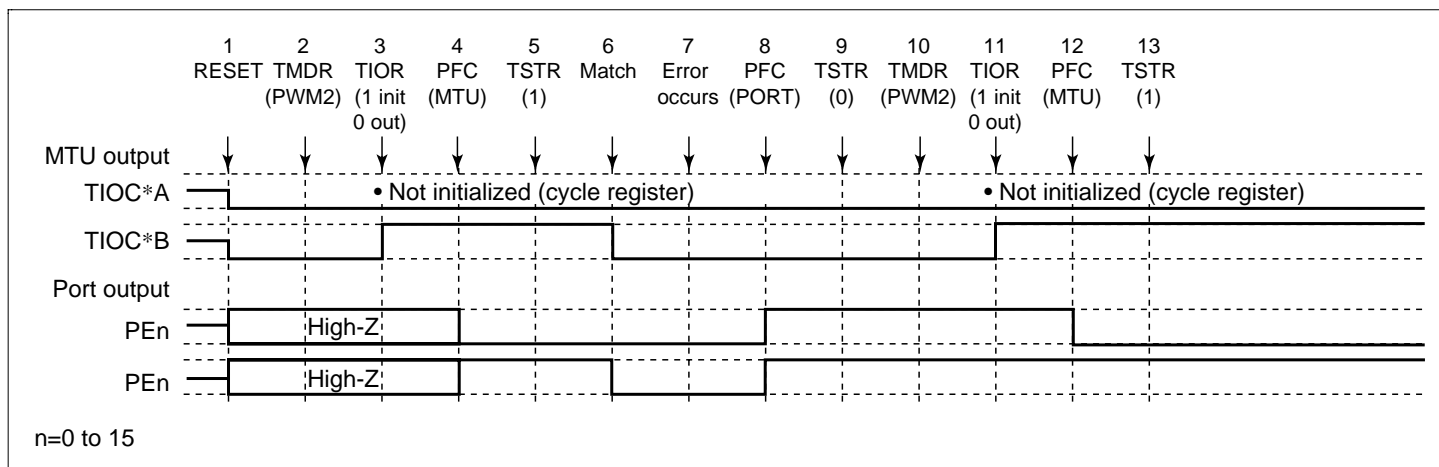 1 2 3 4 5 6 7 8 9 10 11 12 13
RESET TMDR TIOR PFC TSTR Match Error PFC TSTR TMDR TIOR PFC TSTR
(PWM2) (1 init (MTU) (1) occurs (PORT) (0) (PWM2) (1 init (MTU) (1)
0 out) 0 out)
MTU output
TIOC*A • Not initialized (cycle register) • Not initialized (cycle register)
TIOC*B
Port output
PEn High-Z
PEn High-Z
n=0 to 15